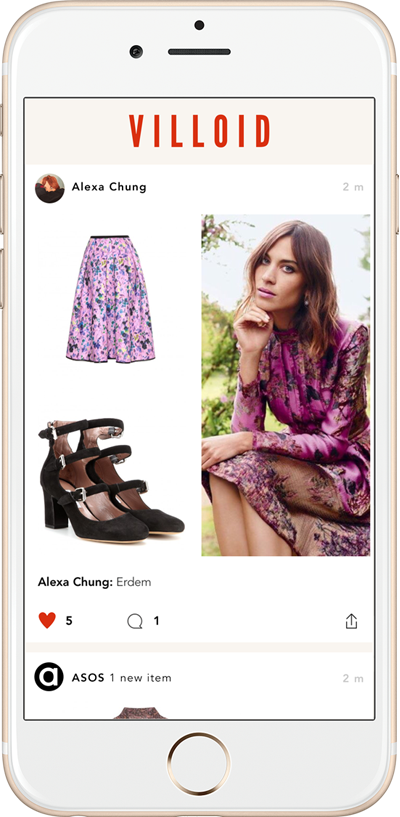 VILLOID
Alexa Chung 2 m
Alexa Chung: Erdem
5 1
a ASOS 1 new item 2 m